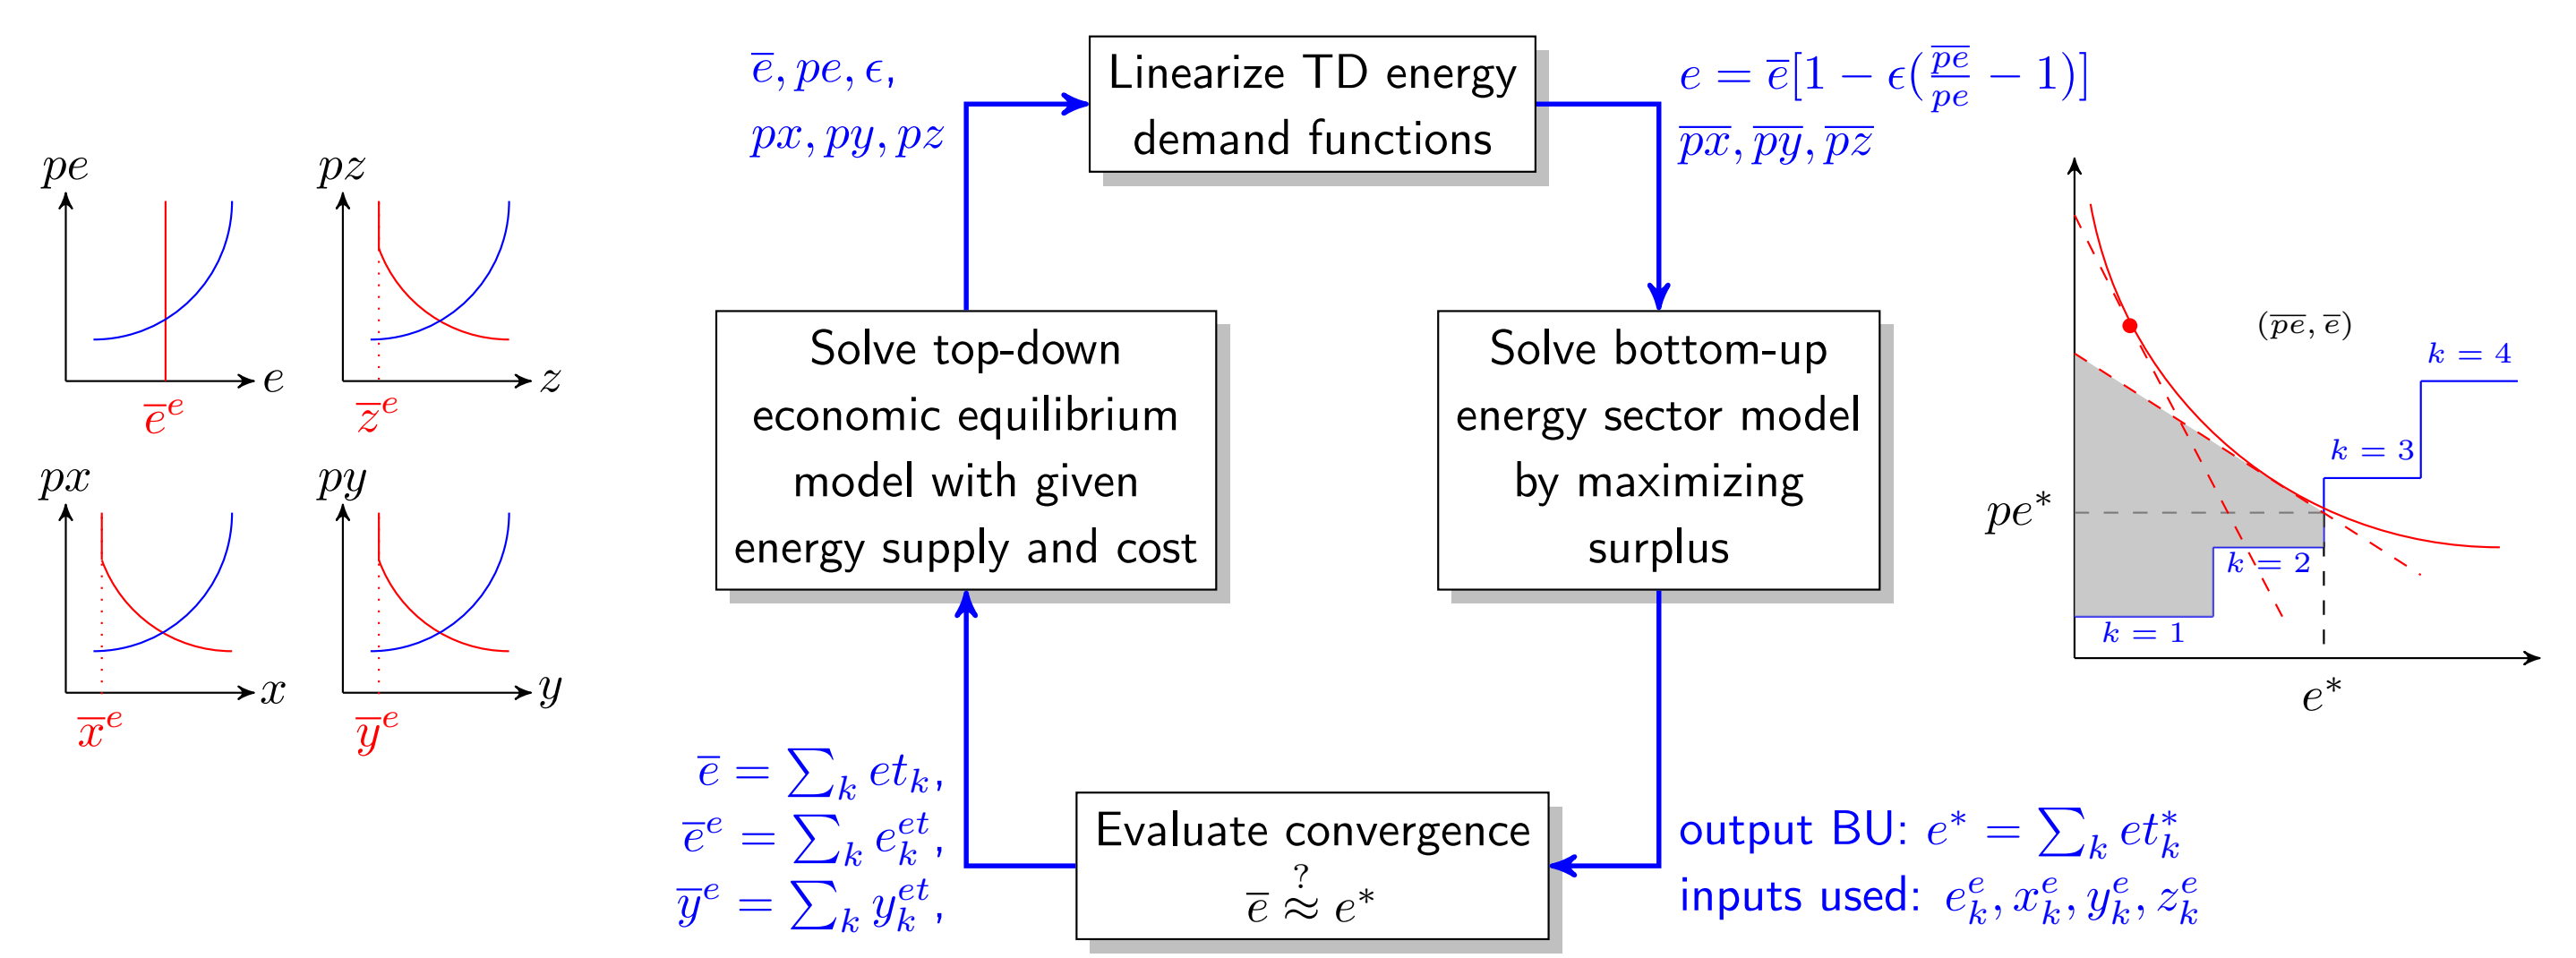 pe
e
e̅ᵉ
pz
z
z̅ᵉ
px
x
x̅ᵉ
py
y
y̅ᵉ
e̅, pe, ϵ,
px, py, pz
Linearize TD energy
demand functions
e = e̅[1 − ϵ(p̅e̅/pe − 1)]
p̅x̅, p̅y̅, p̅z̅
Solve top-down
economic equilibrium
model with given
energy supply and cost
Solve bottom-up
energy sector model
by maximizing
surplus
(p̅e̅, e̅)
k = 4
k = 3
pe*
k = 2
k = 1
e*
e̅ = ∑_k et_k,
e̅^e = ∑_k e_k^{et},
y̅^e = ∑_k y_k^{et},
Evaluate convergence
?
e̅ ≈ e*
output BU: e* = ∑_k et_k^*
inputs used: e_k^e, x_k^e, y_k^e, z_k^e